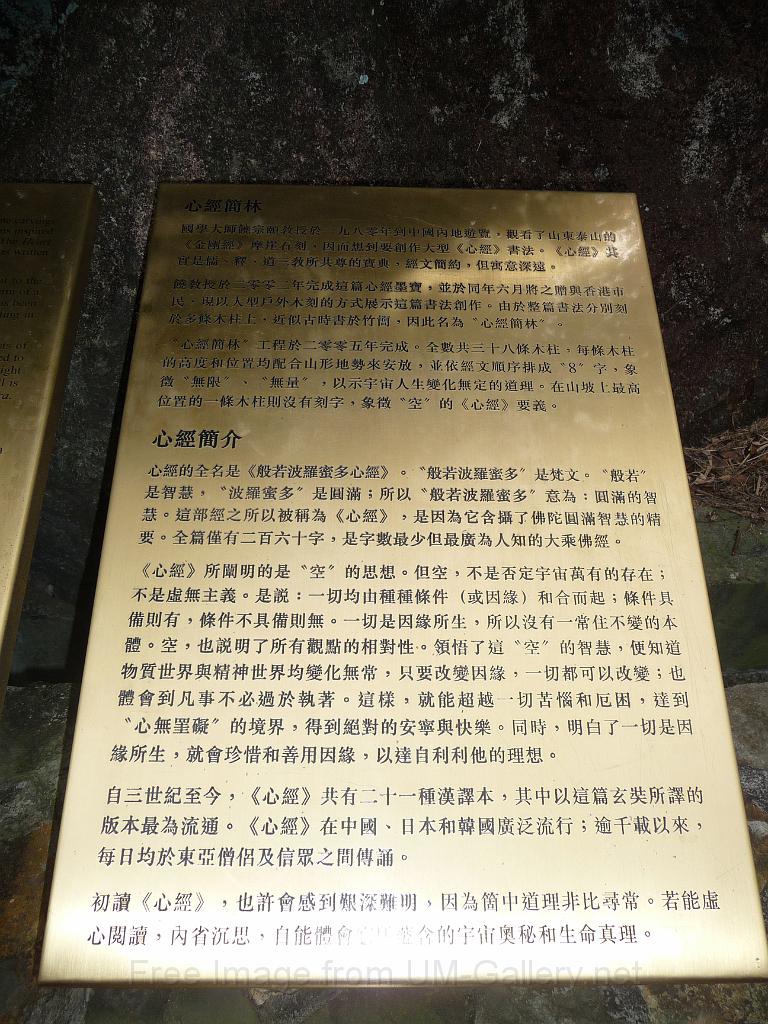 心經簡林
國學大師饒宗頤教授於一九八零年到中國內地遊覽，觀看了山東泰山的
《金剛經》摩崖石刻，因而想到要創作大型《心經》書法。《心經》其
實是儒、釋、道三教所共尊的寶典，經文簡約，但寓意深遠。
饒教授於二零零二年完成這篇心經墨寶，並於同年六月將之贈與香港市
民，現以大型戶外木刻的方式展示這篇書法創作。由於整篇書法分別刻
於多條木柱上，近似古時書於竹簡，因此名為〝心經簡林〞。
〝心經簡林〞工程於二零零五年完成。全數共三十八條木柱，每條木柱
的高度和位置均配合山形地勢來安放，並依經文順序排成〝8〞字，象
徵〝無限〞、〝無量〞，以示宇宙人生變化無定的道理。在山坡上最高
位置的一條木柱則沒有刻字，象徵〝空〞的《心經》要義。
心經簡介
心經的全名是《般若波羅蜜多心經》。〝般若波羅蜜多〞是梵文。〝般若〞
是智慧，〝波羅蜜多〞是圓滿；所以〝般若波羅蜜多〞意為：圓滿的智
慧。這部經之所以被稱為《心經》，是因為它含攝了佛陀圓滿智慧的精
要。全篇僅有二百六十字，是字數最少但最廣為人知的大乘佛經。
《心經》所闡明的是〝空〞的思想。但空，不是否定宇宙萬有的存在；
不是虛無主義。是說：一切均由種種條件（或因緣）和合而起；條件具
備則有，條件不具備則無。一切是因緣所生，所以沒有一常住不變的本
體。空，也説明了所有觀點的相對性。領悟了這〝空〞的智慧，便知道
物質世界與精神世界均變化無常，只要改變因緣，一切都可以改變；也
體會到凡事不必過於執著。這樣，就能超越一切苦惱和厄困，達到
〝心無罣礙〞的境界，得到絕對的安寧與快樂。同時，明白了一切是因
緣所生，就會珍惜和善用因緣，以達自利利他的理想。
自三世紀至今，《心經》共有二十一種漢譯本，其中以這篇玄奘所譯的
版本最為流通。《心經》在中國、日本和韓國廣泛流行；逾千載以來，
每日均於東亞僧侶及信眾之間傳誦。
初讀《心經》，也許會感到艱深難明，因為箇中道理非比尋常。若能虛
心閱讀，內省沉思，自能體會含的宇宙奧秘和生命真理。
Free Image from UM-Gallery.net